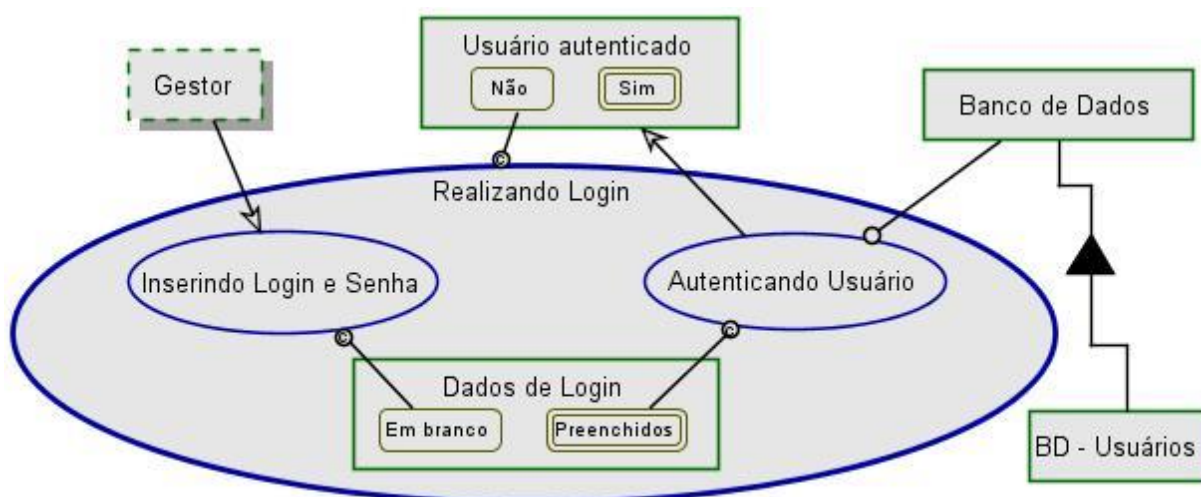 Usuário autenticado
Não
Sim
Gestor
Banco de Dados
Realizando Login
Inserindo Login e Senha
Autenticando Usuário
C
C
C
Dados de Login
Em branco
Preenchidos
BD - Usuários